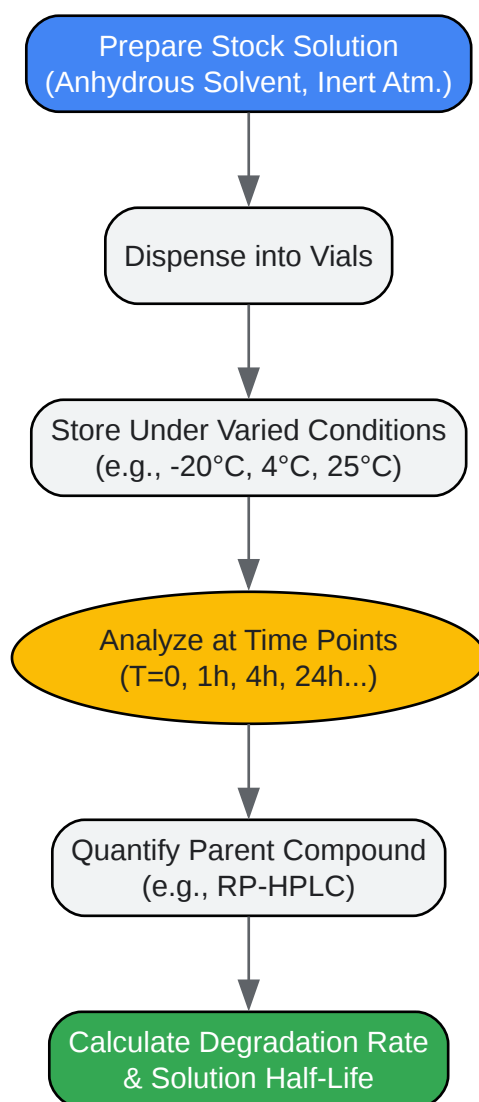 Prepare Stock Solution
(Anhydrous Solvent, Inert Atm.)
Dispense into Vials
Store Under Varied Conditions
(e.g., -20°C, 4°C, 25°C)
Analyze at Time Points
(T=0, 1h, 4h, 24h...)
Quantify Parent Compound
(e.g., RP-HPLC)
Calculate Degradation Rate
& Solution Half-Life